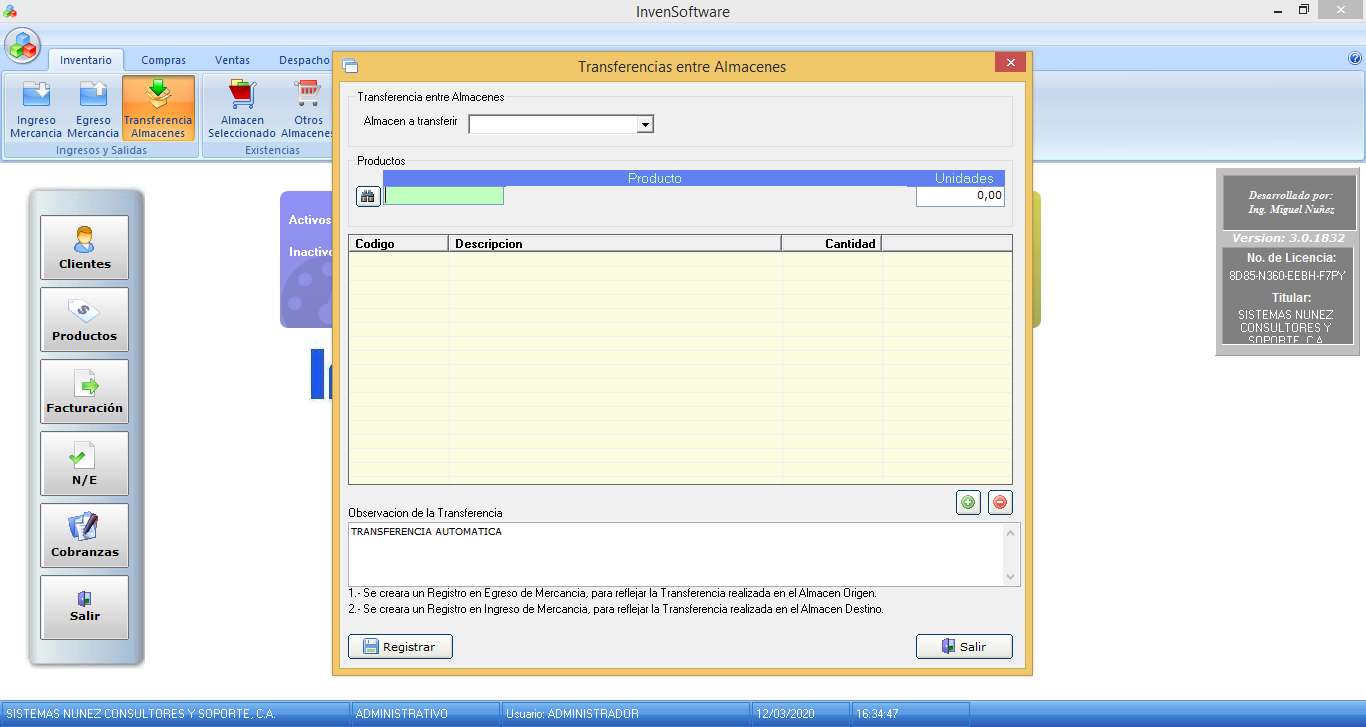 InvenSoftware
Inventario Compras Ventas Despacho
Ingreso Mercancia
Egreso Mercancia
Transferencia Almacenes
Almacen Seleccionado
Otros Almacenes
Ingresos y Salidas
Existencias
Clientes
Productos
Facturación
N/E
Cobranzas
Salir
Activos
Inactivo
Transferencias entre Almacenes
Transferencia entre Almacenes
Almacen a transferir
Productos
Producto Unidades
0,00
Codigo Descripcion Cantidad
Observacion de la Transferencia
TRANSFERENCIA AUTOMATICA
1.- Se creara un Registro en Egreso de Mercancia, para reflejar la Transferencia realizada en el Almacen Origen.
2.- Se creara un Registro en Ingreso de Mercancia, para reflejar la Transferencia realizada en el Almacen Destino.
Registrar
Salir
Desarrollado por:
Ing. Miguel Nuñez
Version: 3.0.1832
No. de Licencia:
8D85-N360-EEBH-F7PY
Titular:
SISTEMAS NUNEZ
CONSULTORES Y
SOPORTE, C.A.
SISTEMAS NUNEZ CONSULTORES Y SOPORTE, C.A. ADMINISTRATIVO Usuario: ADMINISTRADOR 12/03/2020 16:34:47